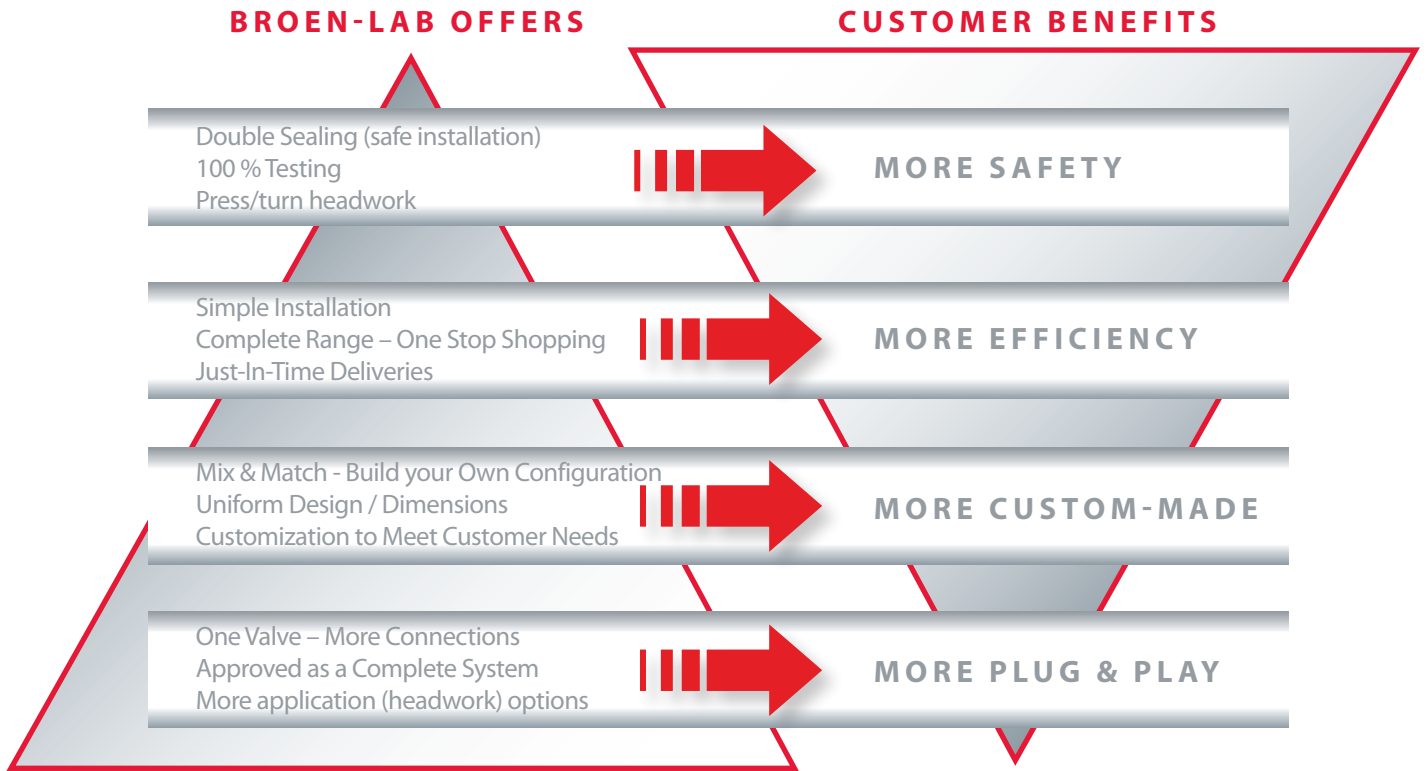 BROEN-LAB OFFERS
CUSTOMER BENEFITS
Double Sealing (safe installation)
100 % Testing
Press/turn headwork
MORE SAFETY
Simple Installation
Complete Range – One Stop Shopping
Just-In-Time Deliveries
MORE EFFICIENCY
Mix & Match - Build your Own Configuration
Uniform Design / Dimensions
Customization to Meet Customer Needs
MORE CUSTOM-MADE
One Valve – More Connections
Approved as a Complete System
More application (headwork) options
MORE PLUG & PLAY